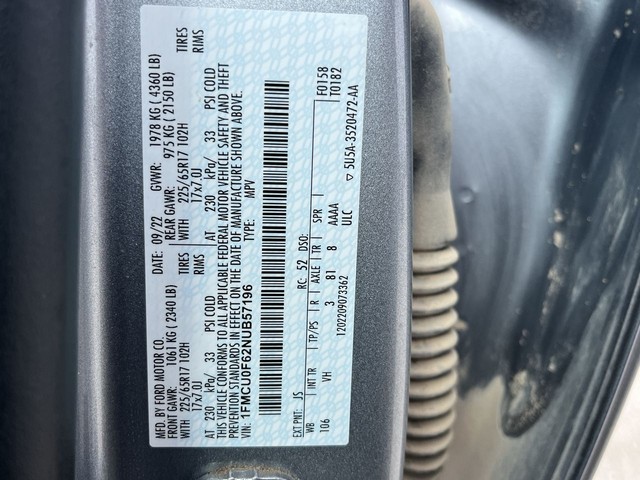 MFD. BY FORD MOTOR CO.
DATE: 09/22 GVWR: 1978 KG ( 4360 LB)
FRONT GAWR: 1061 KG ( 2340 LB) REAR GAWR: 975 KG ( 2150 LB)
WITH 225/65R17 102H TIRES WITH 225/65R17 102H TIRES
17x7.0J RIMS 17x7.0J RIMS
AT 230 kPa/ 33 PSI COLD AT 230 kPa/ 33 PSI COLD
THIS VEHICLE CONFORMS TO ALL APPLICABLE FEDERAL MOTOR VEHICLE SAFETY AND THEFT
PREVENTION STANDARDS IN EFFECT ON THE DATE OF MANUFACTURE SHOWN ABOVE.
VIN: 1FMCU0F62NUB57196 TYPE: MPV
F0158
T0182
EXT PNT: JS RC: 52 DSO:
WB INT TR TP/PS R AXLE TR SPR
106 VH 3 81 8 AAAA
ULC
1202209073362
5U5A-3520472-AA